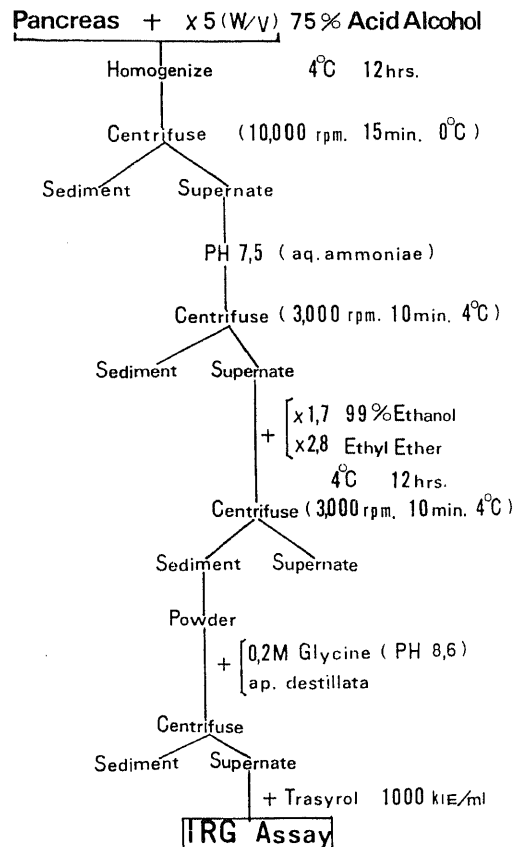 Pancreas + x 5 (W/V) 75% Acid Alcohol
Homogenize 4°C 12hrs.
Centrifuse (10,000 rpm. 15min. 0°C)
Sediment Supernate
PH 7,5 (aq. ammoniae)
Centrifuse (3,000 rpm. 10min. 4°C)
Sediment Supernate
+ [x1,7 99%Ethanol
x2,8 Ethyl Ether
4°C 12hrs.
Centrifuse (3,000 rpm. 10min. 4°C)
Sediment Supernate
Powder
+ [0,2M Glycine (PH 8,6)
ap. destillata
Centrifuse
Sediment Supernate
+ Trasyrol 1000 KIE/ml
IRG Assay